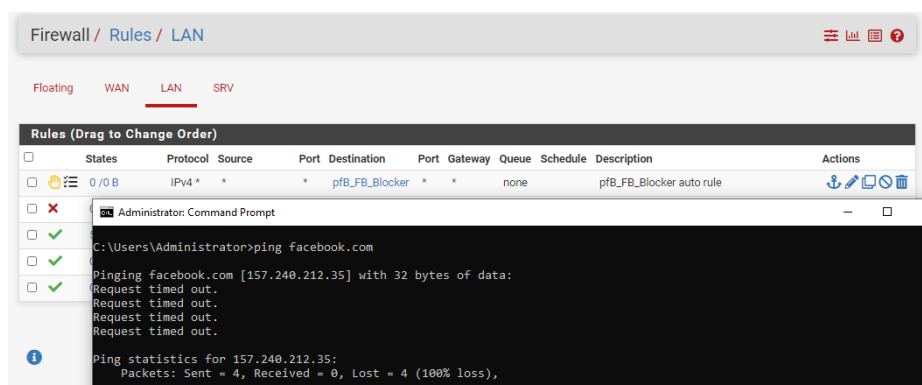 Firewall / Rules / LAN
Floating WAN LAN SRV
Rules (Drag to Change Order)
States Protocol Source Port Destination Port Gateway Queue Schedule Description Actions
0 /0 B IPv4 * * * pfB_FB_Blocker * * none pfB_FB_Blocker auto rule
Administrator: Command Prompt
C:\Users\Administrator>ping facebook.com
Pinging facebook.com [157.240.212.35] with 32 bytes of data:
Request timed out.
Request timed out.
Request timed out.
Request timed out.
Ping statistics for 157.240.212.35:
Packets: Sent = 4, Received = 0, Lost = 4 (100% loss),